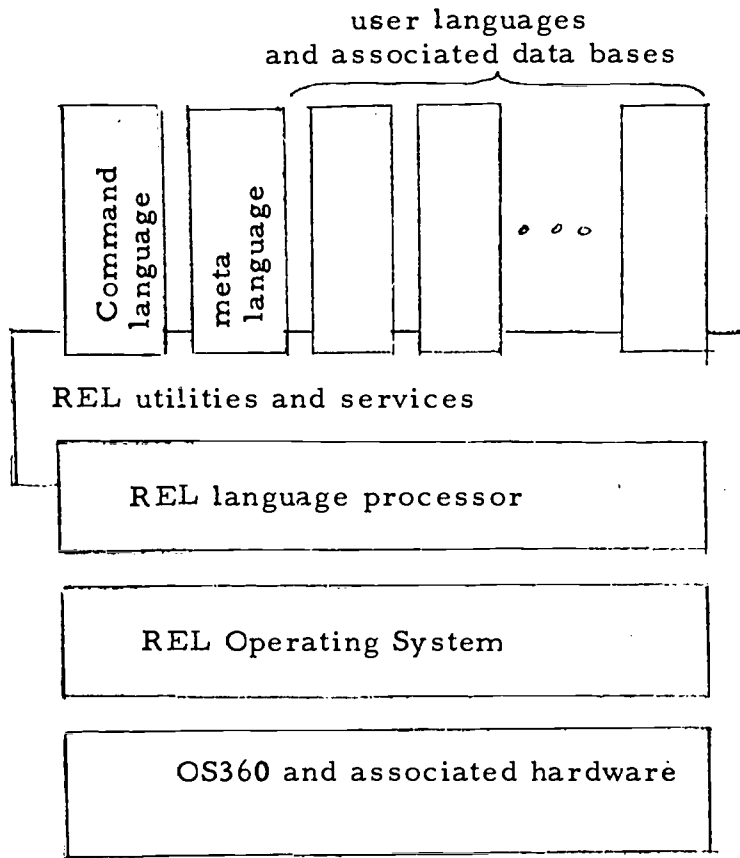 user languages
and associated data bases
Command
language
meta
language
REL utilities and services
REL language processor
REL Operating System
OS360 and associated hardware